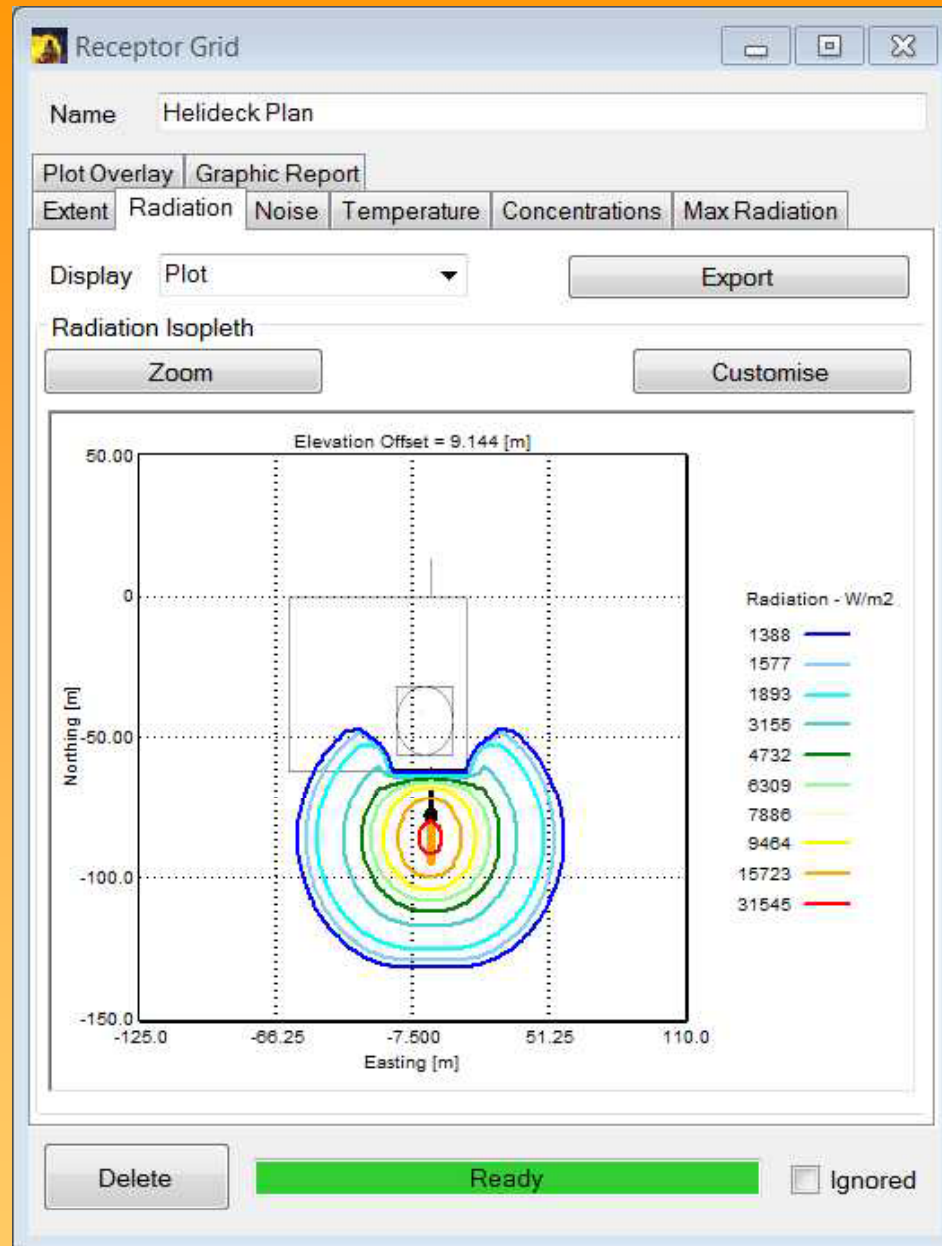 Receptor Grid
Name Helideck Plan
Plot Overlay Graphic Report
Extent Radiation Noise Temperature Concentrations Max Radiation
Display Plot Export
Radiation Isopleth
Zoom Customise
Elevation Offset = 9.144 [m]
50.00
0
-50.00
-100.0
-150.0
Northing [m]
-125.0 -66.25 -7.500 51.25 110.0
Easting [m]
Radiation - W/m2
1388
1577
1893
3155
4732
6309
7886
9464
15723
31545
Delete Ready Ignored